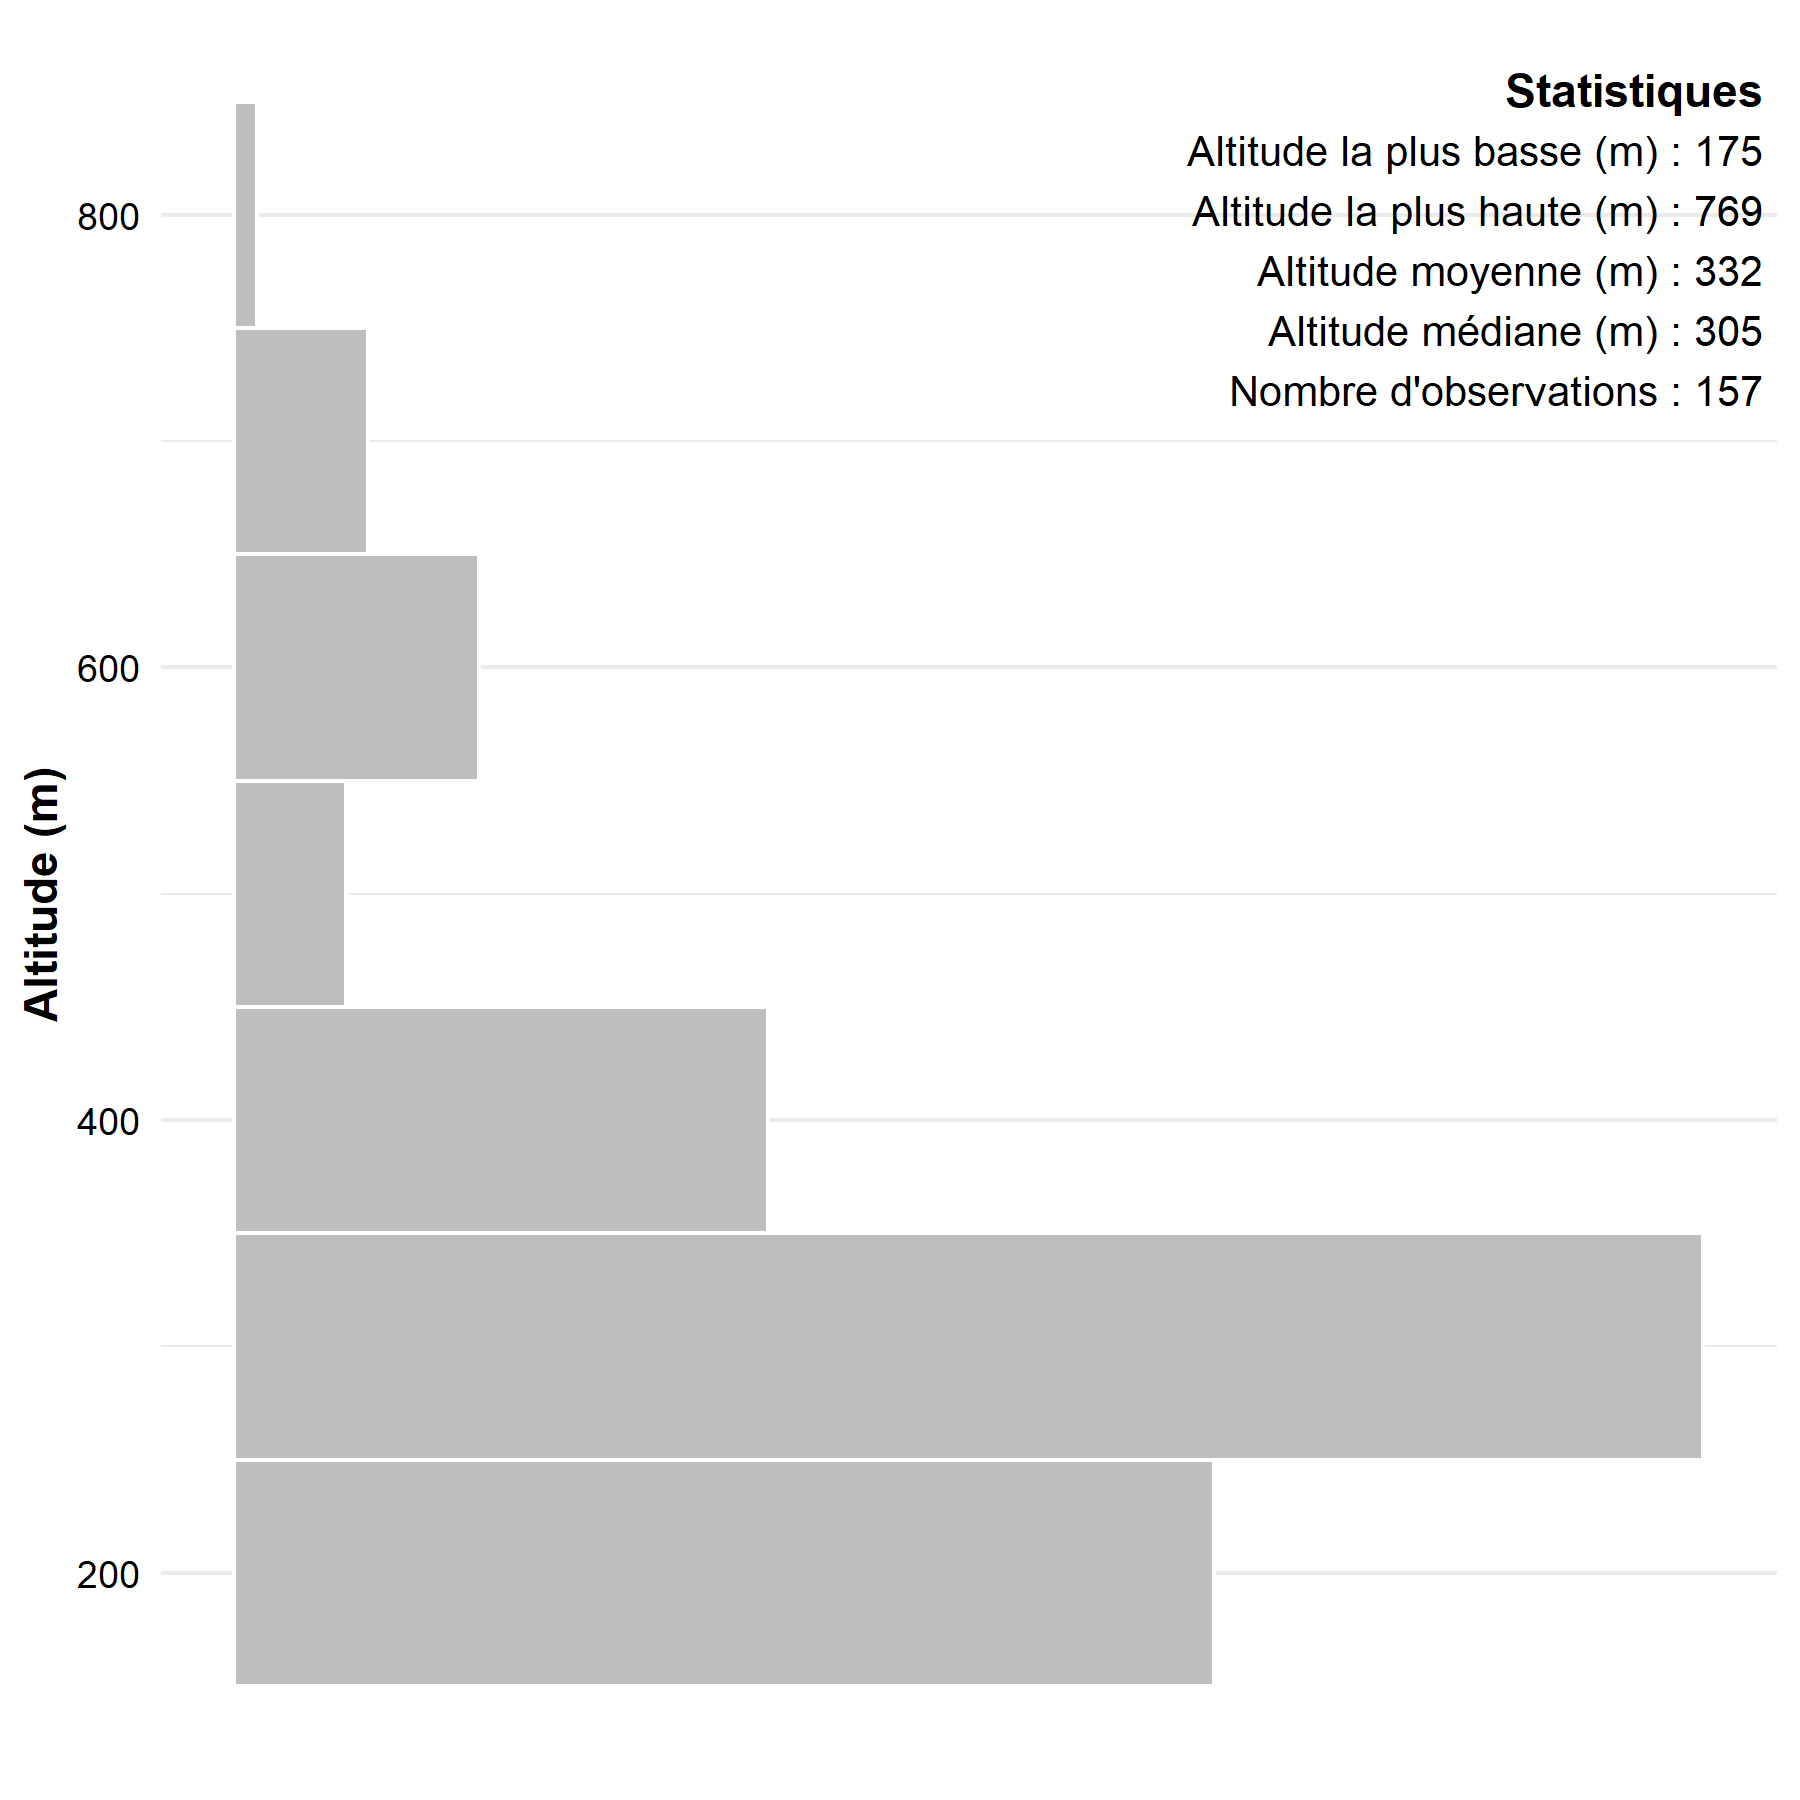 Statistiques
Altitude la plus basse (m) : 175
Altitude la plus haute (m) : 769
Altitude moyenne (m) : 332
Altitude médiane (m) : 305
Nombre d'observations : 157
800
600
400
200
Altitude (m)